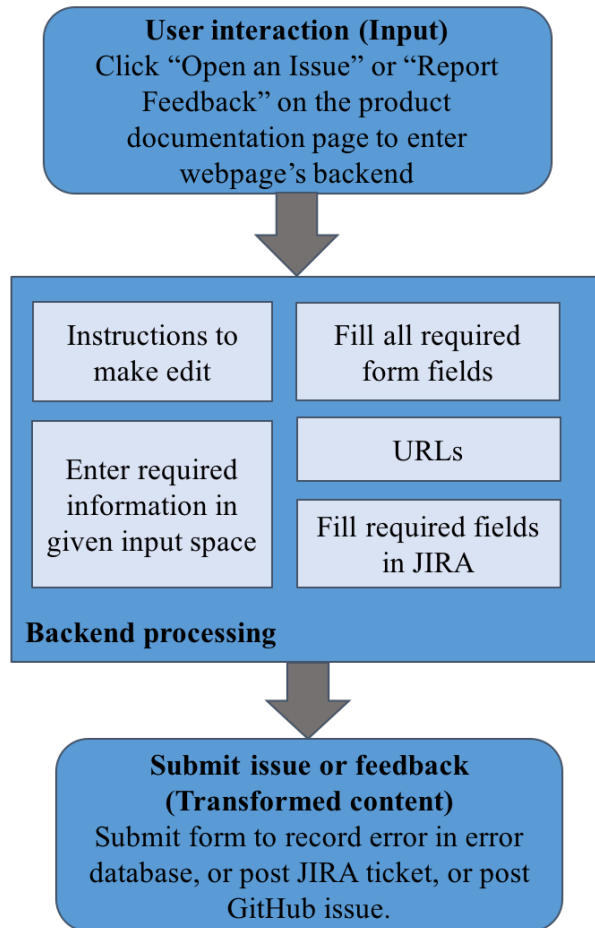 User interaction (Input)
Click “Open an Issue” or “Report
Feedback” on the product
documentation page to enter
webpage’s backend
Instructions to
make edit
Fill all required
form fields
Enter required
information in
given input space
URLs
Fill required fields
in JIRA
Backend processing
Submit issue or feedback
(Transformed content)
Submit form to record error in error
database, or post JIRA ticket, or post
GitHub issue.